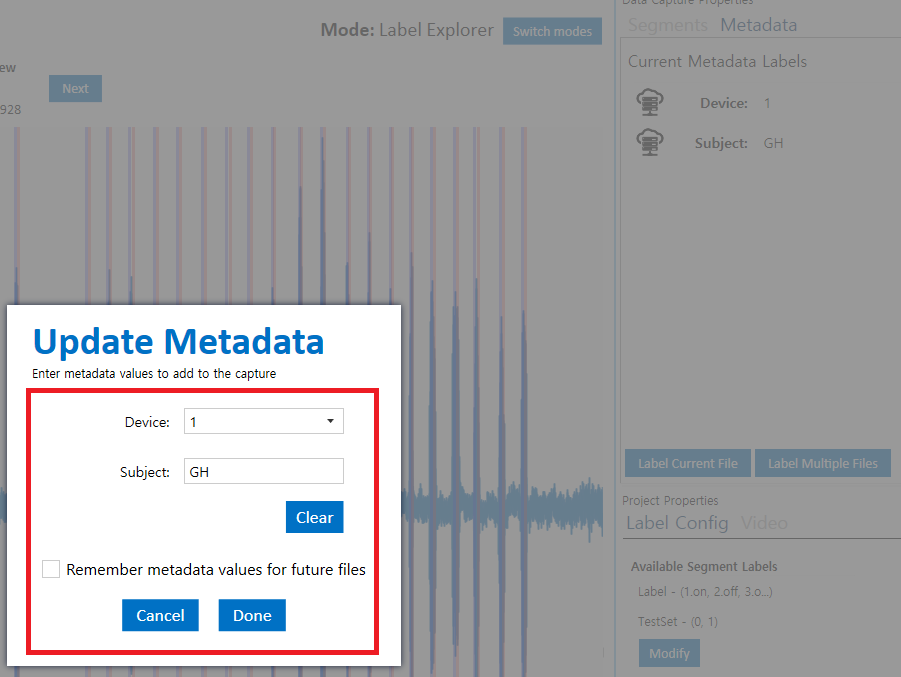 Data Capture Properties
Mode: Label Explorer
Switch modes
Segments Metadata
ew
Next
928
Current Metadata Labels
Device: 1
Subject: GH
Update Metadata
Enter metadata values to add to the capture
Device: 1
Subject: GH
Clear
Remember metadata values for future files
Cancel Done
Label Current File Label Multiple Files
Project Properties
Label Config Video
Available Segment Labels
Label - (1.on, 2.off, 3.o...)
TestSet - (0, 1)
Modify